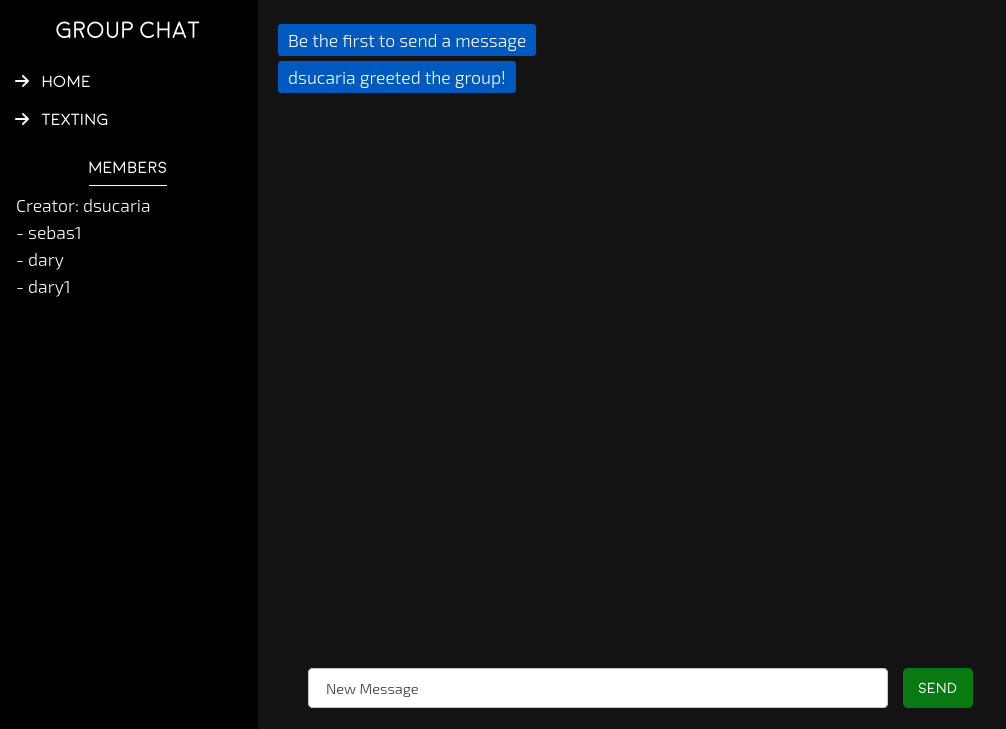 GROUP CHAT
HOME
TEXTING
MEMBERS
Creator: dsucaria
- sebas1
- dary
- dary1
Be the first to send a message
dsucaria greeted the group!
New Message
SEND